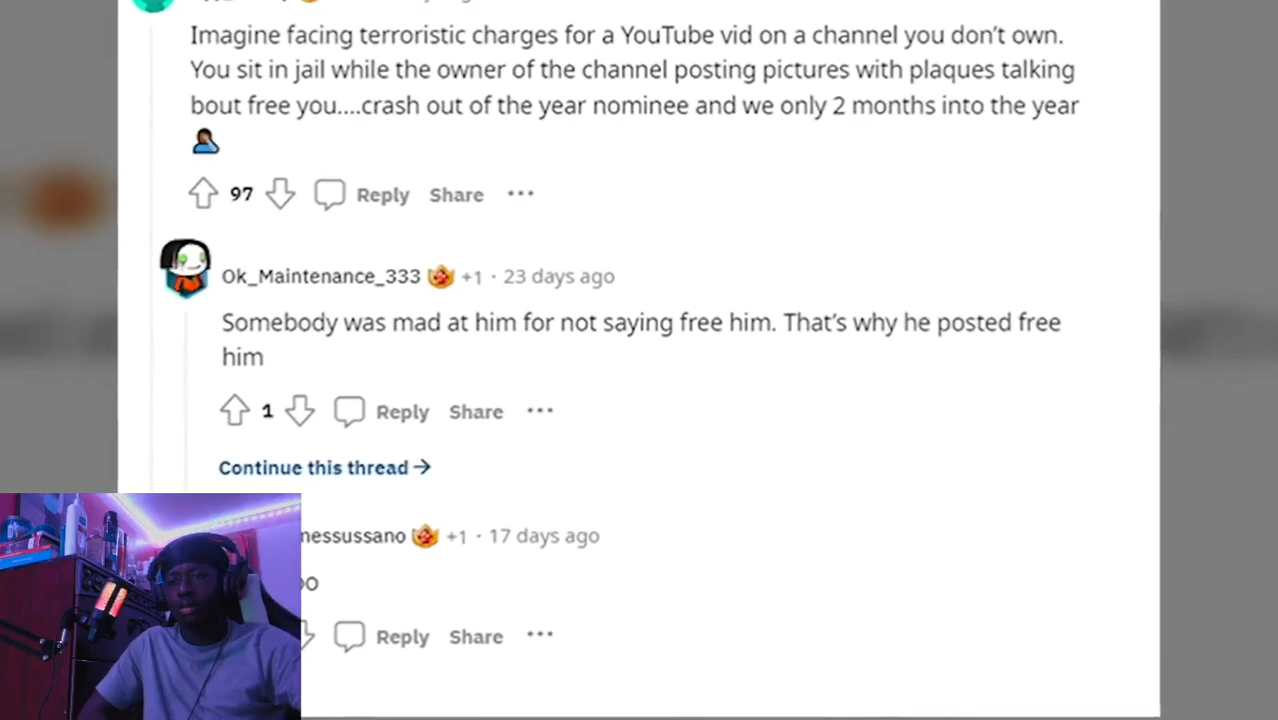 Imagine facing terroristic charges for a YouTube vid on a channel you don't own.
You sit in jail while the owner of the channel posting pictures with plaques talking
bout free you....crash out of the year nominee and we only 2 months into the year
97 Reply Share ...
Ok_Maintenance_333 +1 · 23 days ago
Somebody was mad at him for not saying free him. That's why he posted free
him
1 Reply Share ...
Continue this thread →
nessussano +1 · 17 days ago
Reply Share ...